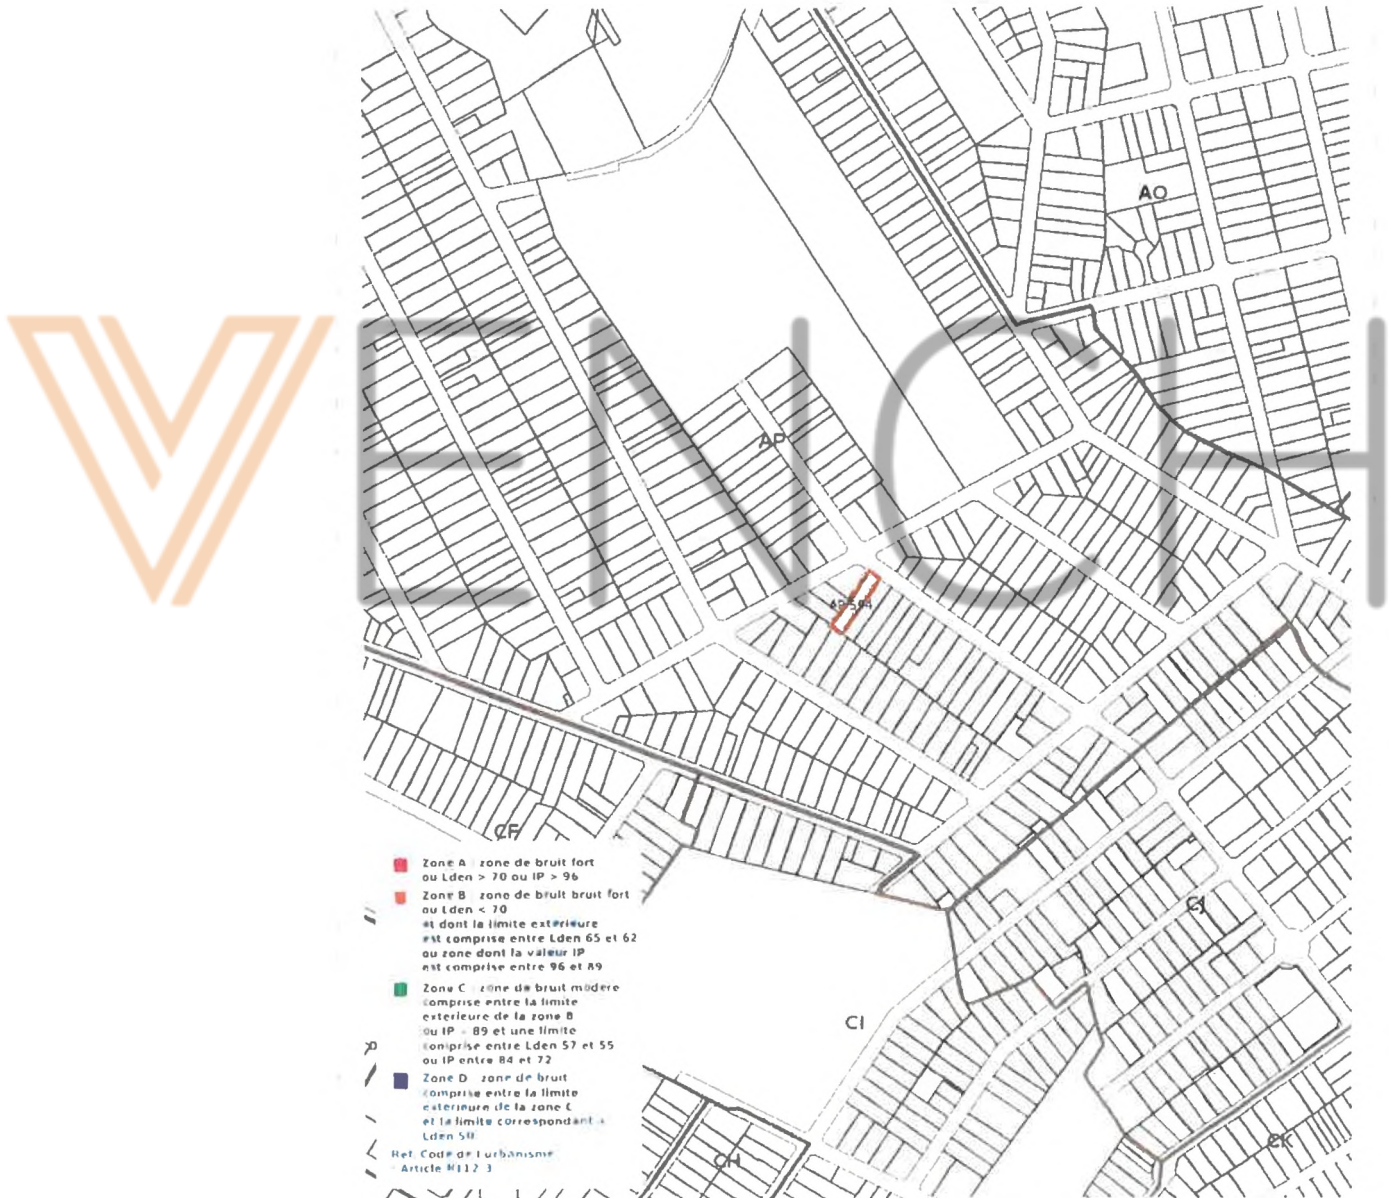 AO
VENCH
AP
AP 594
CF
Zone A : zone de bruit fort
ou Lden > 70 ou IP > 96
Zone B : zone de bruit bruit fort
ou Lden < 70
et dont la limite extérieure
est comprise entre Lden 65 et 62
ou zone dont la valeur IP
est comprise entre 96 et 89
CJ
Zone C : zone de bruit modéré
comprise entre la limite
extérieure de la zone B
ou IP = 89 et une limite
comprise entre Lden 57 et 55
ou IP entre 84 et 72
CI
Zone D : zone de bruit
comprise entre la limite
extérieure de la zone C
et la limite correspondant à
Lden 50
Ref. Code de l urbanisme
- Article R112 3
CH
CK